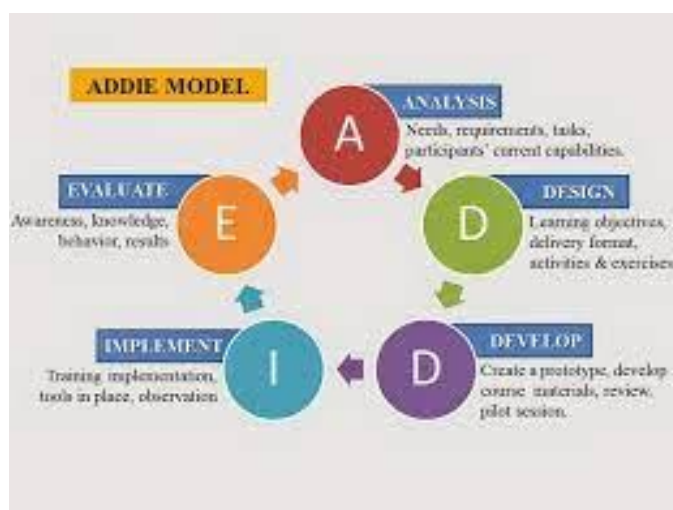 ADDIE MODEL
A
ANALYSIS
Needs, requirements, tasks,
participants' current capabilities.
D
DESIGN
Learning objectives,
delivery format,
activities & exercises
D
DEVELOP
Create a prototype, develop
course materials, review,
pilot session.
I
IMPLEMENT
Training implementation,
tools in place, observation
E
EVALUATE
Awareness, knowledge,
behavior, results